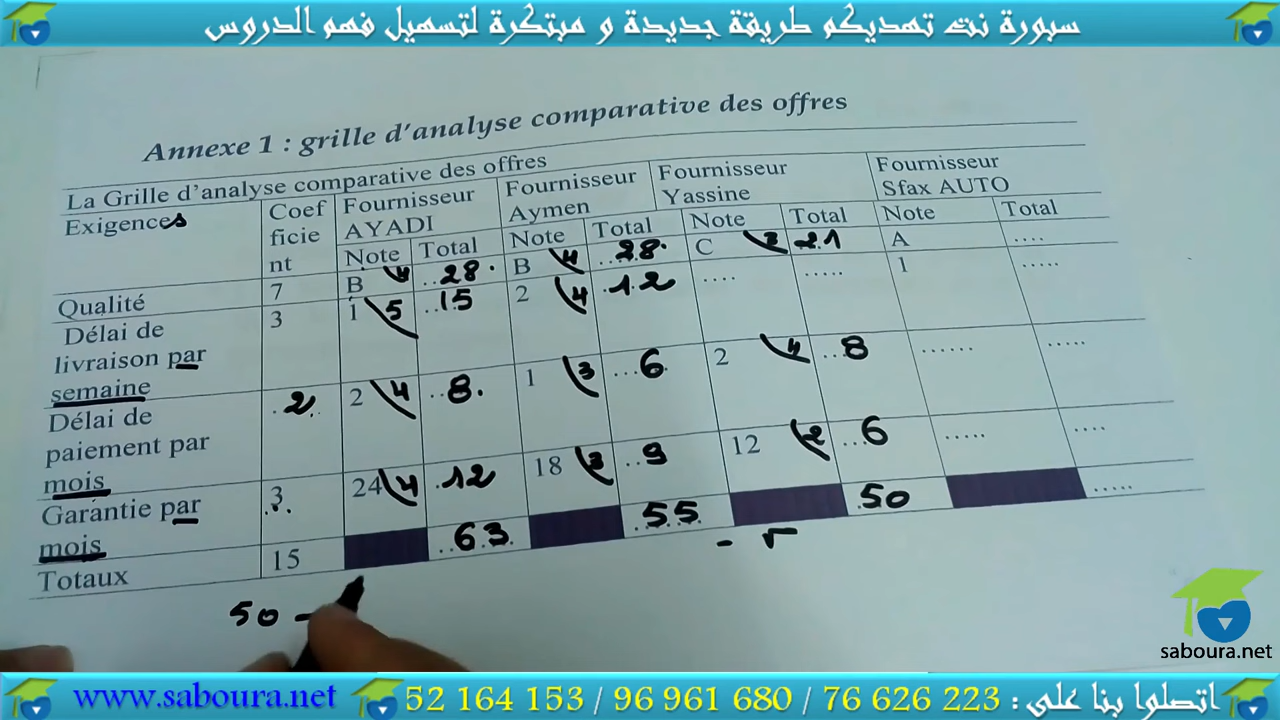 سبورة نت تهديكم طريقة جديدة و مبتكرة لتسهيل فهم الدروس
Annexe 1 : grille d'analyse comparative des offres
La Grille d'analyse comparative des offres
Exigences Coefficient Fournisseur AYADI Fournisseur Aymen Fournisseur Yassine Fournisseur Sfax AUTO
Note Total Note Total Note Total Note Total
Qualité 7 B 4 ..28. B 4 ..28. C 3 ..21 A ....
Délai de livraison par semaine 3 1 5 ..15 2 4 .12 .... ..... 1 .....
Délai de paiement par mois .2. 2 4 ..8. 1 3 ...6. 2 4 ...8 ...... .....
Garantie par mois .3. 24 4 .12 18 3 ..9 12 2 ...6 ..... ....
Totaux 15 ..63. ..55. .50 .....
50 -
saboura.net
www.saboura.net
اتصلوا بنا على : 52 164 153 / 96 961 680 / 76 626 223